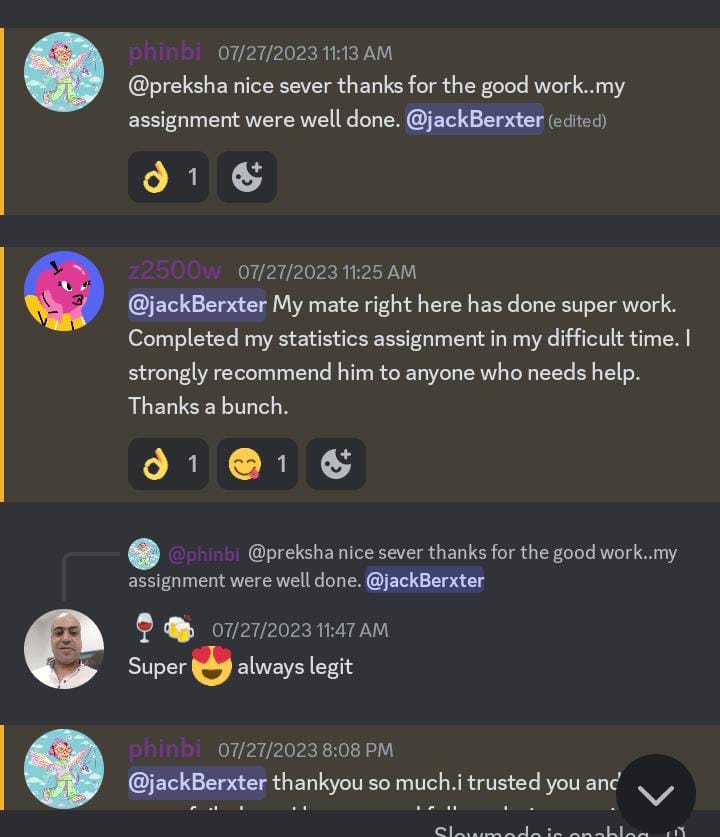 phinbi 07/27/2023 11:13 AM
@preksha nice sever thanks for the good work..my
assignment were well done. @jackBerxter (edited)
1
z2500w 07/27/2023 11:25 AM
@jackBerxter My mate right here has done super work.
Completed my statistics assignment in my difficult time. I
strongly recommend him to anyone who needs help.
Thanks a bunch.
1 1
@phinbi @preksha nice sever thanks for the good work..my
assignment were well done. @jackBerxter
🍷 🍻 07/27/2023 11:47 AM
Super 😍 always legit
phinbi 07/27/2023 8:08 PM
@jackBerxter thankyou so much.i trusted you and
Slowmode is enabled